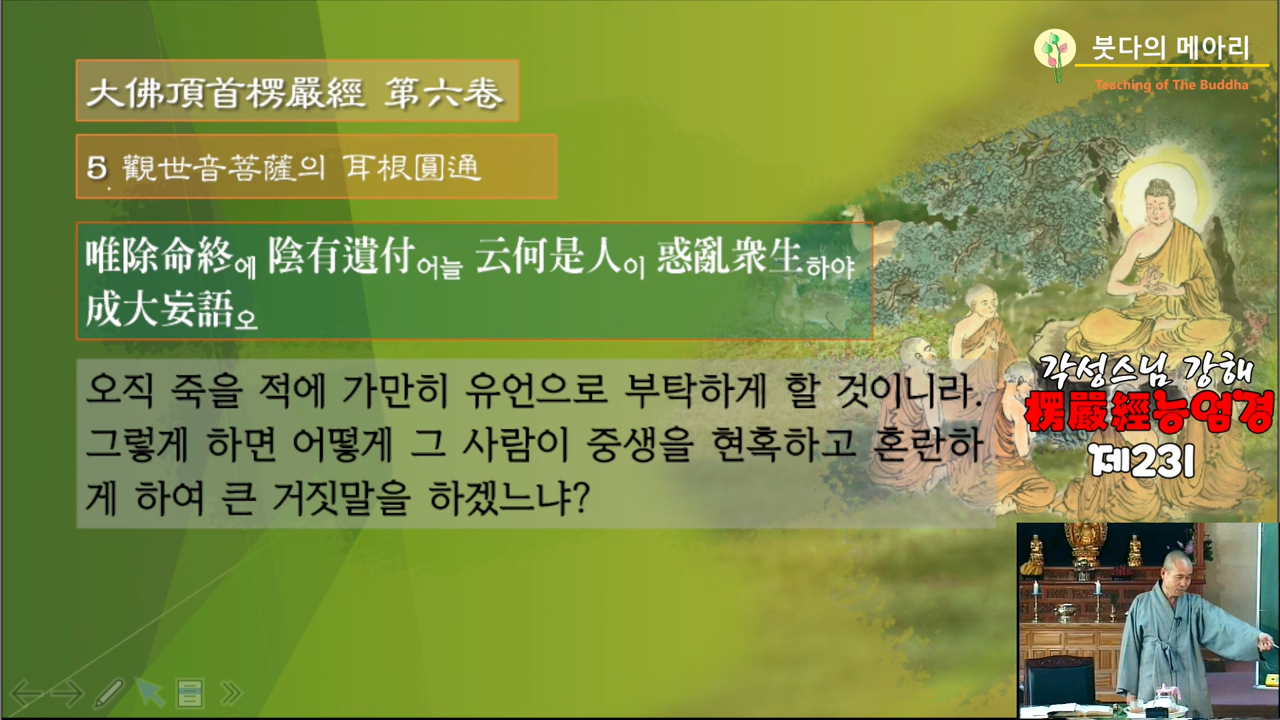 붓다의 메아리
Teaching of The Buddha
大佛頂首楞嚴經 第六卷
5. 觀世音菩薩의 耳根圓通
唯除命終에 陰有遺付어늘 云何是人이 惑亂衆生하야
成大妄語오
오직 죽을 적에 가만히 유언으로 부탁하게 할 것이니라.
그렇게 하면 어떻게 그 사람이 중생을 현혹하고 혼란하
게 하여 큰 거짓말을 하겠느냐?
각성스님 강해
楞嚴經능엄경
제231